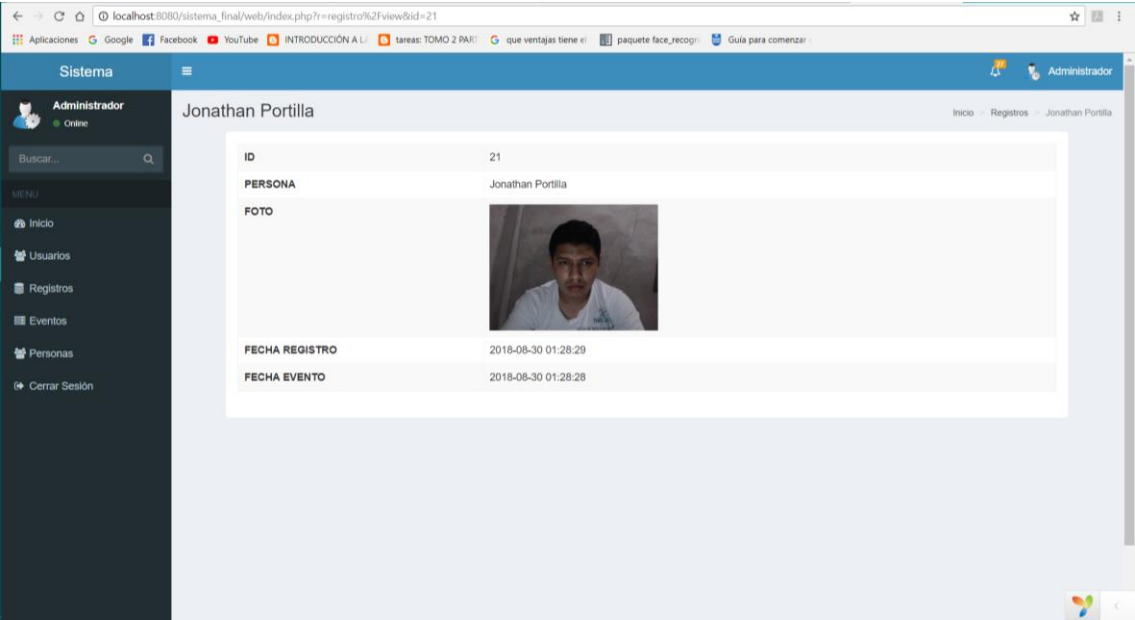 localhost:8080/sistema_final/web/index.php?r=registro%2Fview&id=21
Aplicaciones Google Facebook YouTube INTRODUCCIÓN A L tareas: TOMO 2 PART que ventajas tiene el paquete face_recogn Guía para comenzar
Sistema
Administrador
Administrador
Online
Jonathan Portilla
Inicio > Registros > Jonathan Portilla
Buscar...
MENU
Inicio
Usuarios
Registros
Eventos
Personas
Cerrar Sesión
ID 21
PERSONA Jonathan Portilla
FOTO
FECHA REGISTRO 2018-08-30 01:28:29
FECHA EVENTO 2018-08-30 01:28:28